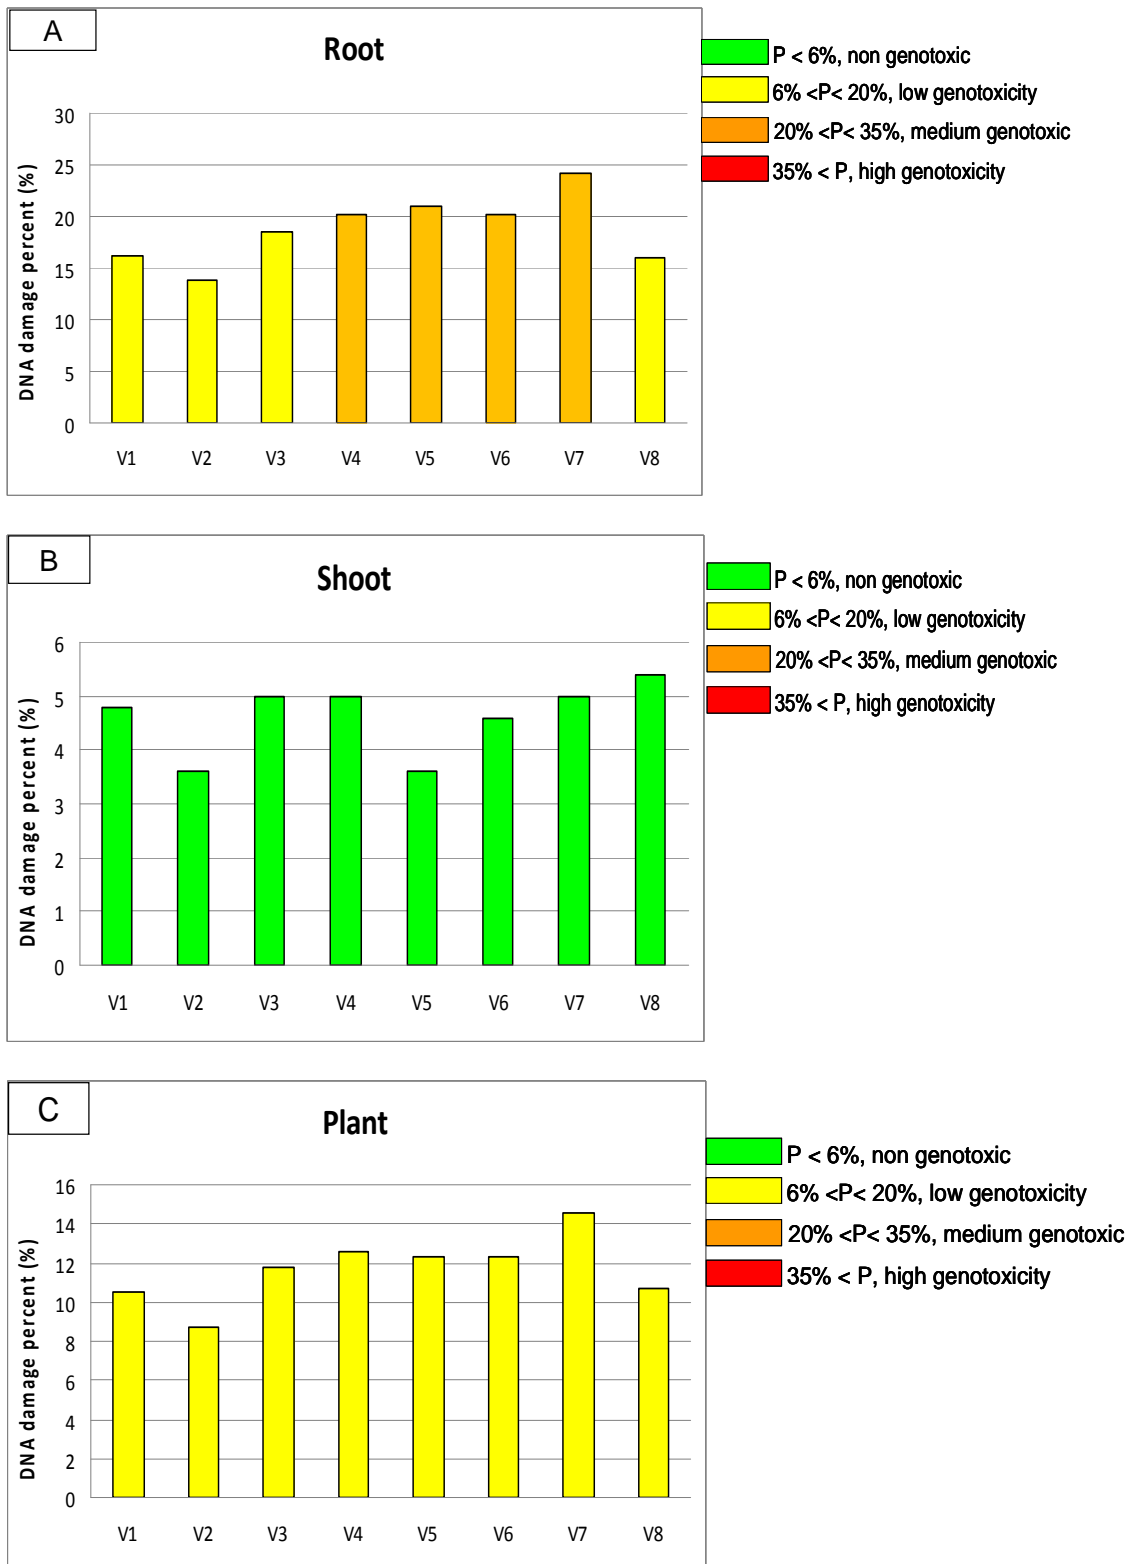 A
Root
P < 6%, non genotoxic
6% <P< 20%, low genotoxicity
20% <P< 35%, medium genotoxic
35% < P, high genotoxicity
DNA damage percent (%)
30
25
20
15
10
5
0
V1 V2 V3 V4 V5 V6 V7 V8
B
Shoot
P < 6%, non genotoxic
6% <P< 20%, low genotoxicity
20% <P< 35%, medium genotoxic
35% < P, high genotoxicity
DNA damage percent (%)
6
5
4
3
2
1
0
V1 V2 V3 V4 V5 V6 V7 V8
C
Plant
P < 6%, non genotoxic
6% <P< 20%, low genotoxicity
20% <P< 35%, medium genotoxic
35% < P, high genotoxicity
DNA damage percent (%)
16
14
12
10
8
6
4
2
0
V1 V2 V3 V4 V5 V6 V7 V8